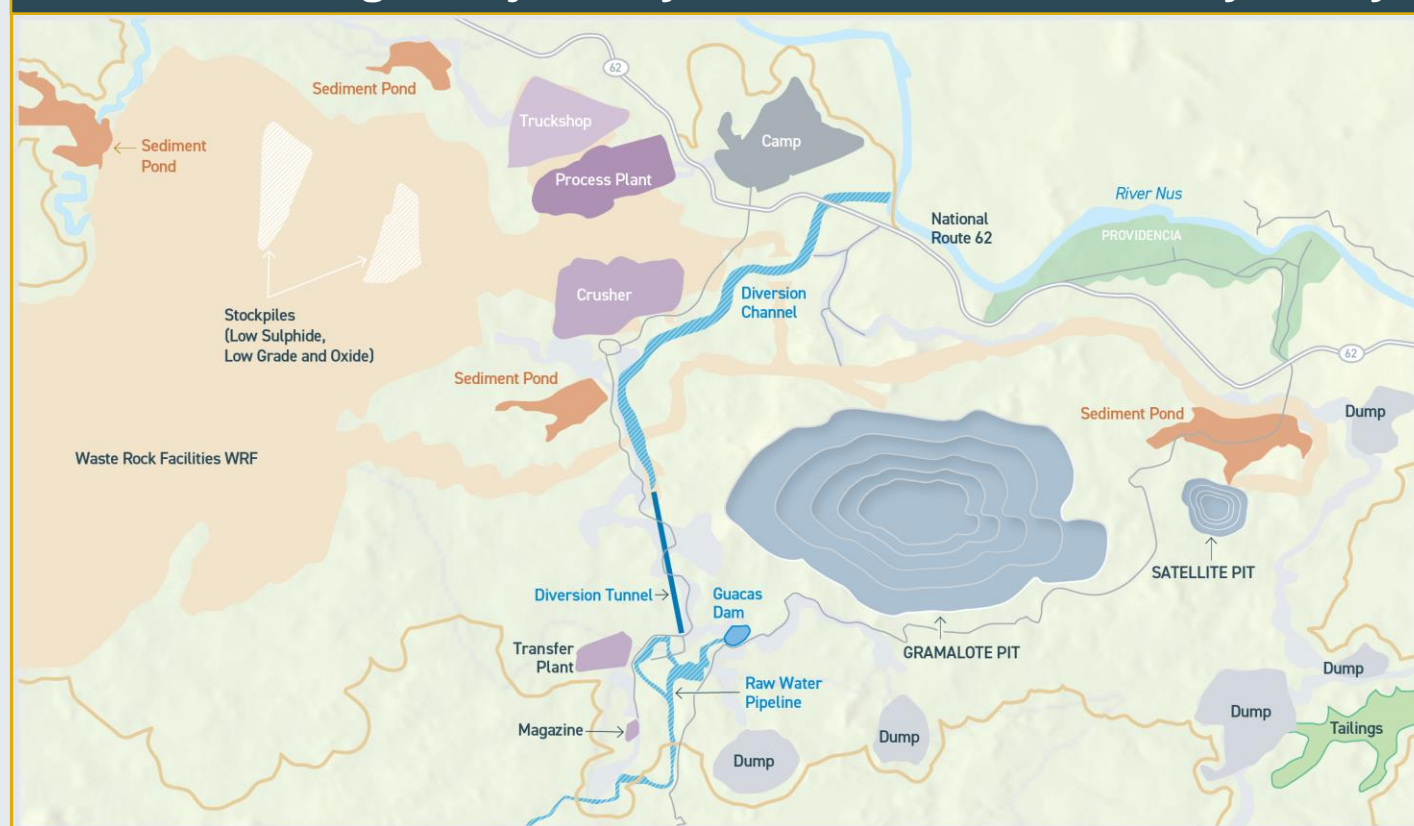 62
Sediment Pond
Truckshop
Camp
Sediment
Pond
Process Plant
River Nus
National
Route 62
PROVIDENCIA
Crusher
Diversion
Channel
Stockpiles
(Low Sulphide,
Low Grade and Oxide)
62
Sediment Pond
Sediment Pond
Dump
Waste Rock Facilities WRF
SATELLITE PIT
Diversion Tunnel
Guacas
Dam
GRAMALOTE PIT
Transfer
Plant
Dump
Raw Water
Pipeline
Dump
Tailings
Magazine
Dump
Dump